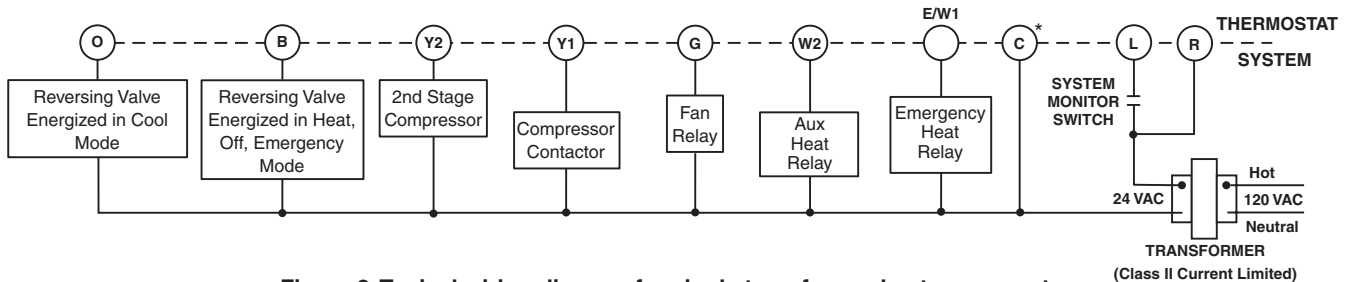 O B Y2 Y1 G W2 E/W1 C * L R THERMOSTAT
SYSTEM
Reversing Valve
Energized in Cool
Mode
Reversing Valve
Energized in Heat,
Off, Emergency
Mode
2nd Stage
Compressor
Compressor
Contactor
Fan
Relay
Aux
Heat
Relay
Emergency
Heat
Relay
SYSTEM
MONITOR
SWITCH
24 VAC
Hot
120 VAC
Neutral
TRANSFORMER
(Class II Current Limited)